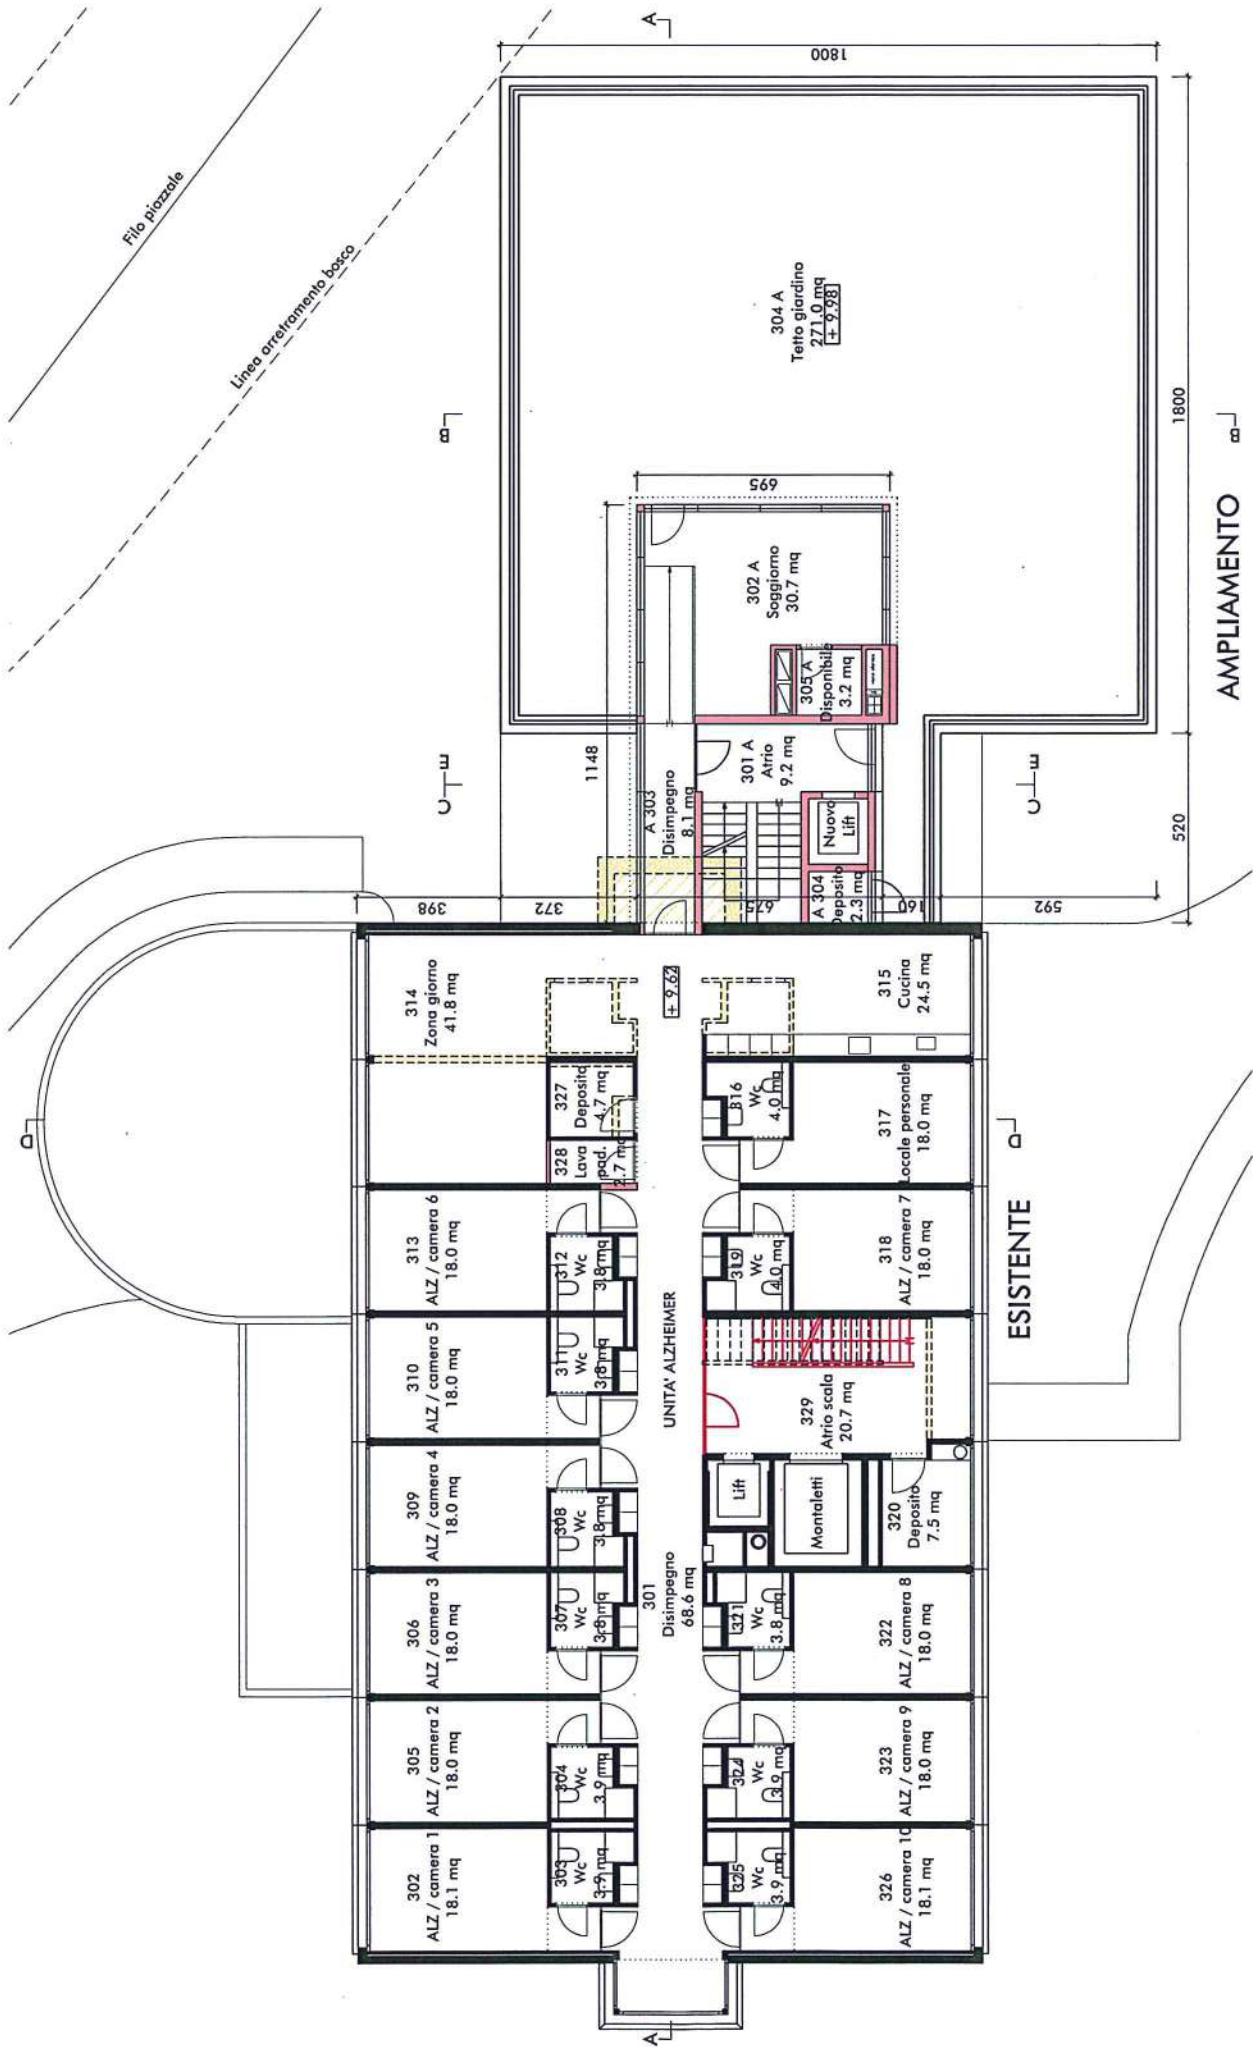 Filo piazzale
Linea arretramento bosco
A
A
B
B
C
C
E
E
D
D
1800
1800
695
1148
520
398
372
675
160
592
304 A
Tetto giardino
271.0 mq
+ 9.98
302 A
Soggiorno
30.7 mq
305 A
Disponibile
3.2 mq
301 A
Atrio
9.2 mq
A 303
Disimpegno
8.1 mq
Nuovo
Lift
A 304
Deposito
2.3 mq
AMPLIAMENTO
ESISTENTE
314
Zona giorno
41.8 mq
+ 9.62
315
Cucina
24.5 mq
327
Deposito
4.7 mq
328
Lava
pad.
2.7 mq
316
Wc
4.0 mq
317
Locale personale
18.0 mq
313
ALZ / camera 6
18.0 mq
312
Wc
3.8 mq
319
Wc
4.0 mq
318
ALZ / camera 7
18.0 mq
310
ALZ / camera 5
18.0 mq
311
Wc
3.8 mq
UNITA' ALZHEIMER
329
Atrio scala
20.7 mq
309
ALZ / camera 4
18.0 mq
308
Wc
3.8 mq
Lift
Montaletti
320
Deposito
7.5 mq
306
ALZ / camera 3
18.0 mq
307
Wc
3.8 mq
301
Disimpegno
68.6 mq
321
Wc
3.8 mq
322
ALZ / camera 8
18.0 mq
305
ALZ / camera 2
18.0 mq
304
Wc
3.9 mq
324
Wc
3.9 mq
323
ALZ / camera 9
18.0 mq
302
ALZ / camera 1
18.1 mq
303
Wc
3.9 mq
325
Wc
3.9 mq
326
ALZ / camera 10
18.1 mq